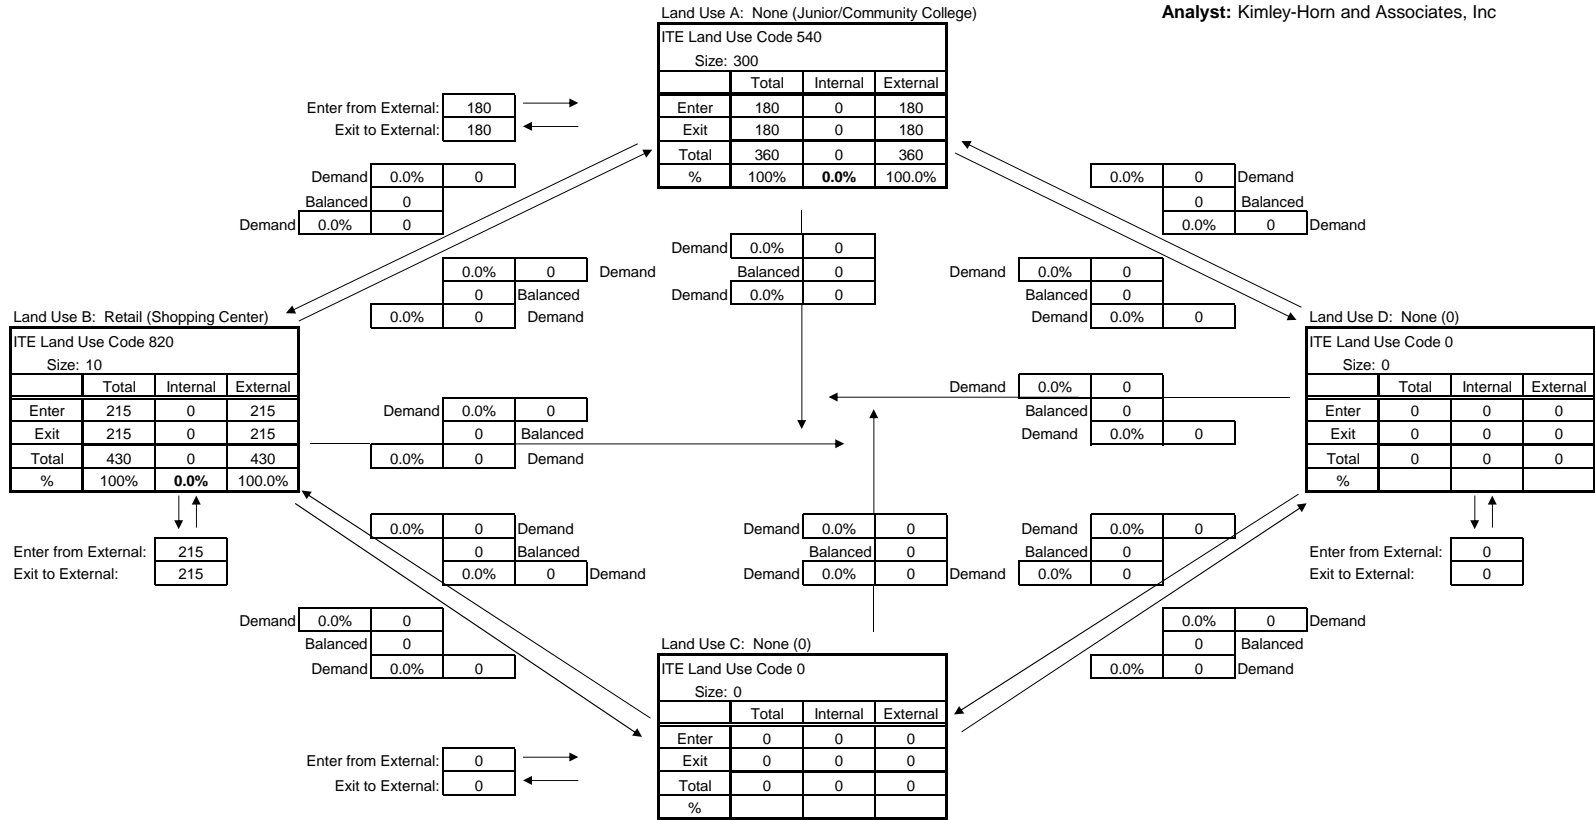 Land Use A: None (Junior/Community College)
Analyst: Kimley-Horn and Associates, Inc
ITE Land Use Code 540
Size: 300
Total Internal External
Enter from External: 180 Enter 180 0 180
Exit to External: 180 Exit 180 0 180
Total 360 0 360
% 100% 0.0% 100.0%
Demand 0.0% 0
Balanced 0
Demand 0.0% 0
0.0% 0 Demand
0 Balanced
0.0% 0 Demand
Demand 0.0% 0
Balanced 0
Demand 0.0% 0
0.0% 0 Demand
0 Balanced
0.0% 0 Demand
Demand 0.0% 0
Balanced 0
Demand 0.0% 0
Land Use B: Retail (Shopping Center)
ITE Land Use Code 820
Size: 10
Total Internal External
Enter 215 0 215
Exit 215 0 215
Total 430 0 430
% 100% 0.0% 100.0%
Enter from External: 215
Exit to External: 215
Demand 0.0% 0
0 Balanced
0.0% 0 Demand
Demand 0.0% 0
Balanced 0
Demand 0.0% 0
Land Use D: None (0)
ITE Land Use Code 0
Size: 0
Total Internal External
Enter 0 0 0
Exit 0 0 0
Total 0 0 0
%
Enter from External: 0
Exit to External: 0
0.0% 0 Demand
0 Balanced
0.0% 0 Demand
Demand 0.0% 0
Balanced 0
Demand 0.0% 0
Demand 0.0% 0
Balanced 0
Demand 0.0% 0
Demand 0.0% 0
Balanced 0
Demand 0.0% 0
0.0% 0 Demand
0 Balanced
0.0% 0 Demand
Land Use C: None (0)
ITE Land Use Code 0
Size: 0
Total Internal External
Enter from External: 0 Enter 0 0 0
Exit to External: 0 Exit 0 0 0
Total 0 0 0
%